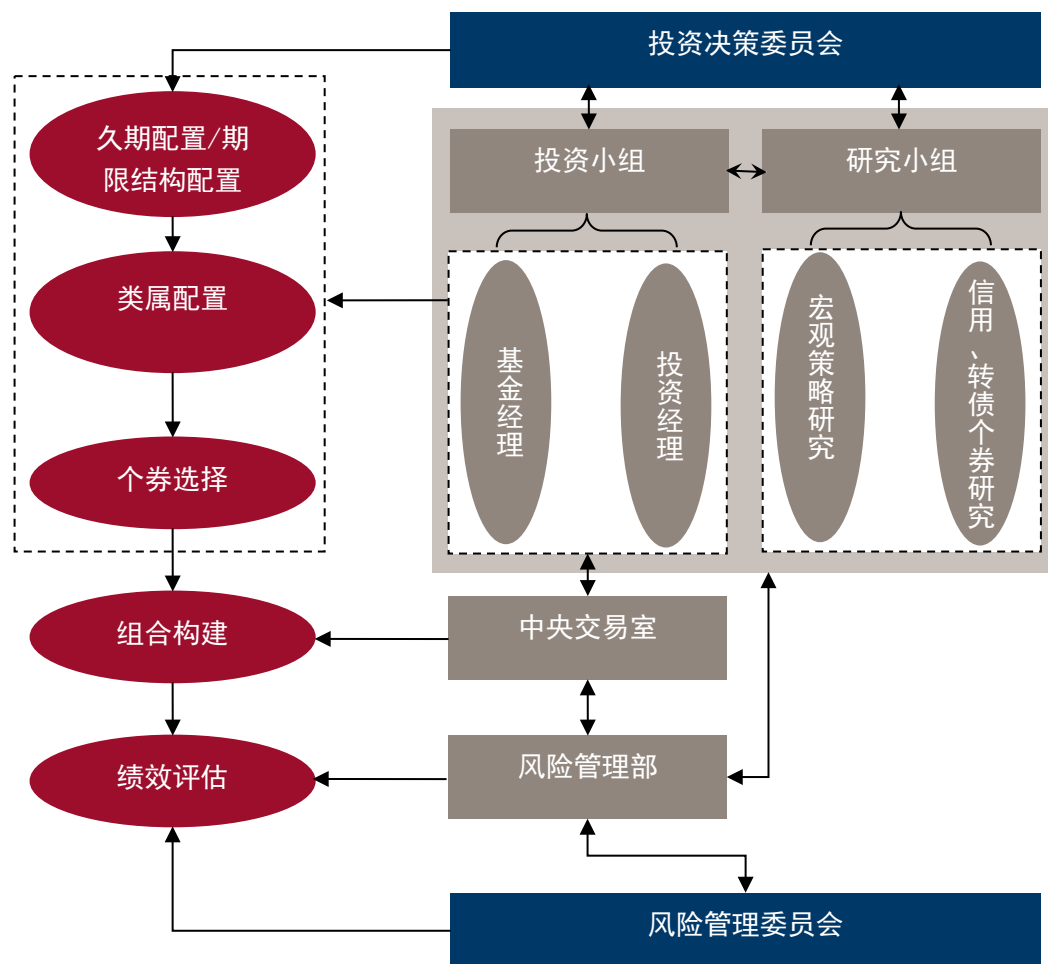 投资决策委员会
久期配置/期
限结构配置
投资小组
研究小组
类属配置
基金经理
投资经理
宏观策略研究
信用、转债个券研究
个券选择
组合构建
中央交易室
绩效评估
风险管理部
风险管理委员会